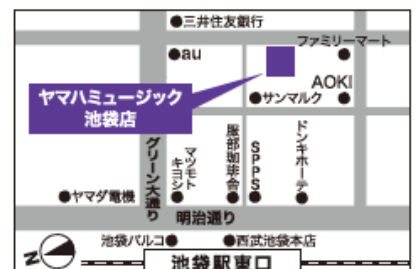 ●三井住友銀行
ファミリーマート
●au
AOKI
●サンマルク
ヤマハミュージック
池袋店
グリーン大通り
マツモトキヨシ
服部珈琲舎
SPPS
ドン・キホーテ
●ヤマダ電機
明治通り
池袋パルコ●
●西武池袋本店
N
池袋駅東口